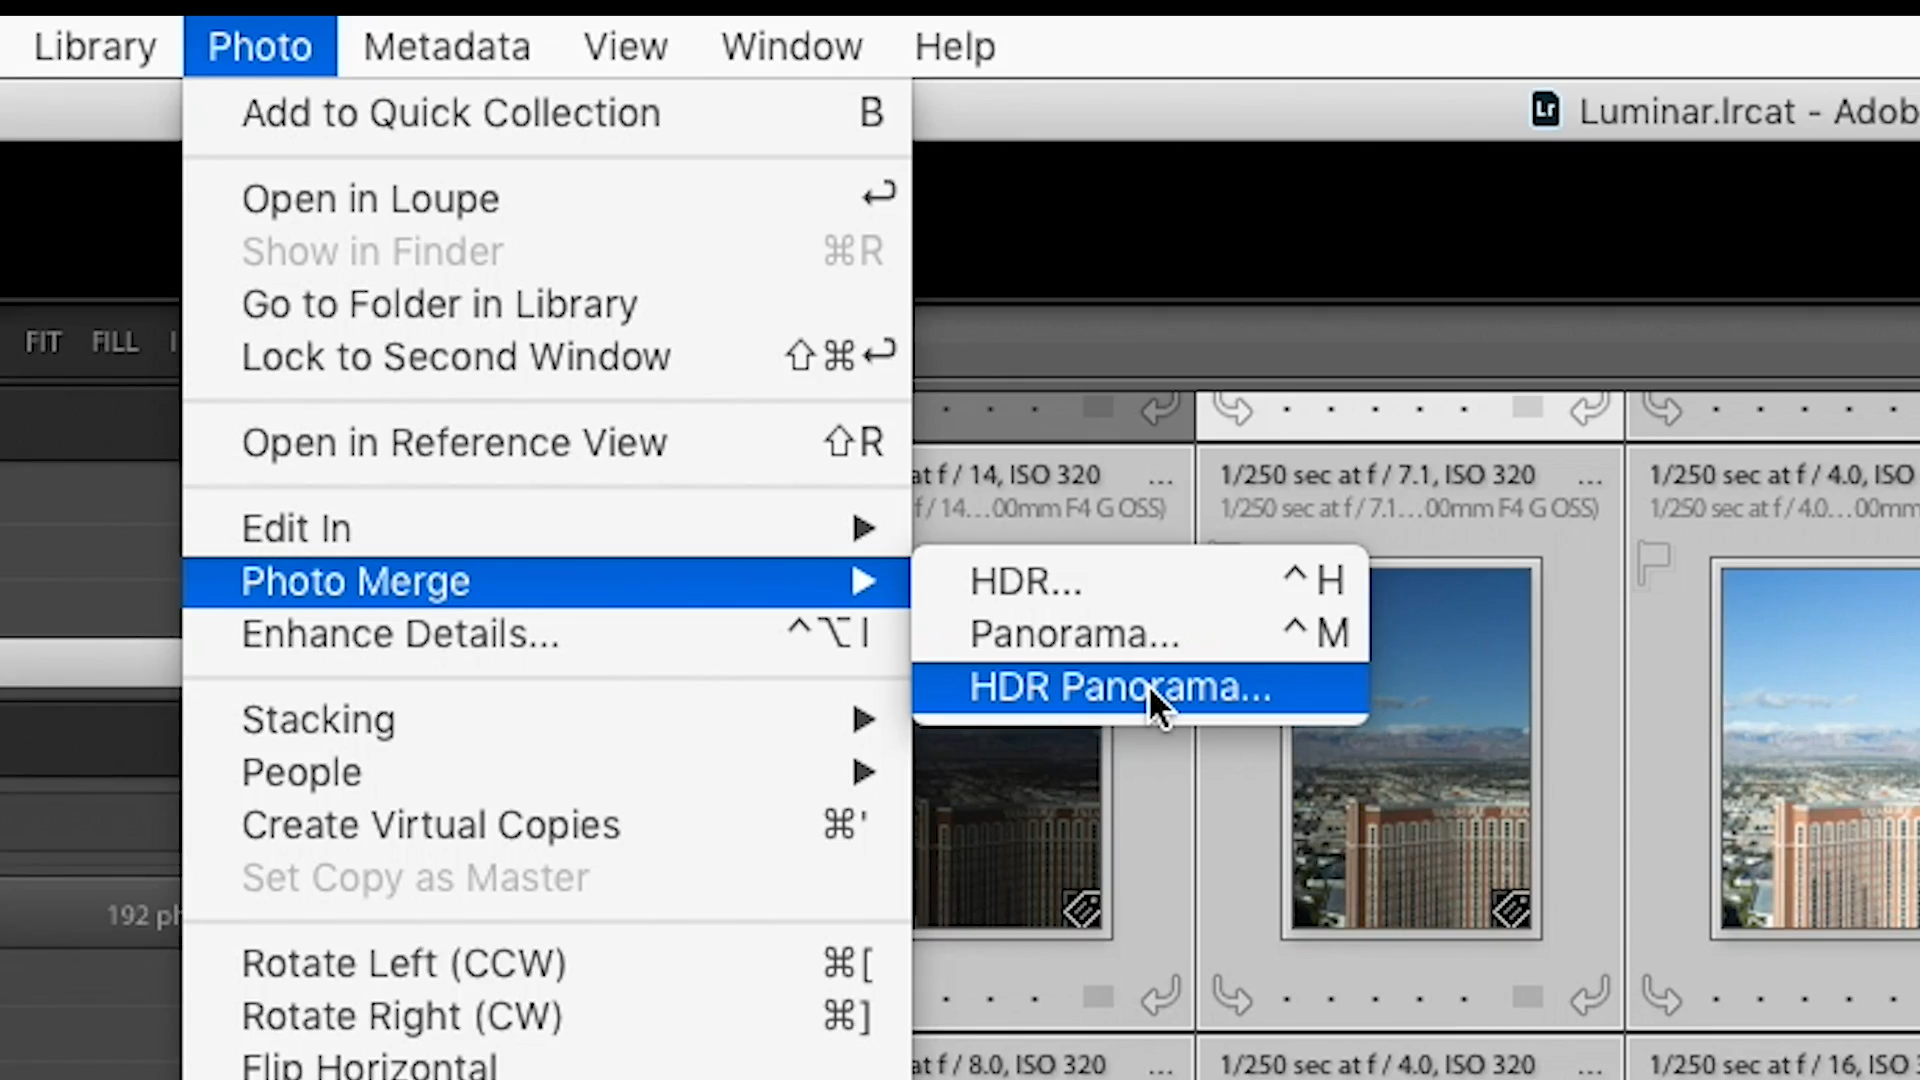 Library Photo Metadata View Window Help
Lr Luminar.lrcat - Adob
Add to Quick Collection B
Open in Loupe ↩
Show in Finder ⌘R
Go to Folder in Library
FIT FILL
Lock to Second Window ⇧⌘↩
Open in Reference View ⇧R
at f / 14, ISO 320 ...
f / 14...00mm F4 G OSS)
1/250 sec at f / 7.1, ISO 320 ...
1/250 sec at f / 7.1...00mm F4 G OSS)
1/250 sec at f / 4.0, ISO
1/250 sec at f / 4.0...00mm
Edit In ▶
Photo Merge ▶
HDR... ^H
Panorama... ^M
HDR Panorama...
Enhance Details... ^⌥I
Stacking ▶
People ▶
Create Virtual Copies ⌘'
Set Copy as Master
192 ph
Rotate Left (CCW) ⌘[
Rotate Right (CW) ⌘]
Flip Horizontal
at f / 8.0, ISO 320 ...
1/250 sec at f / 4.0, ISO 320 ...
1/250 sec at f / 16, ISO